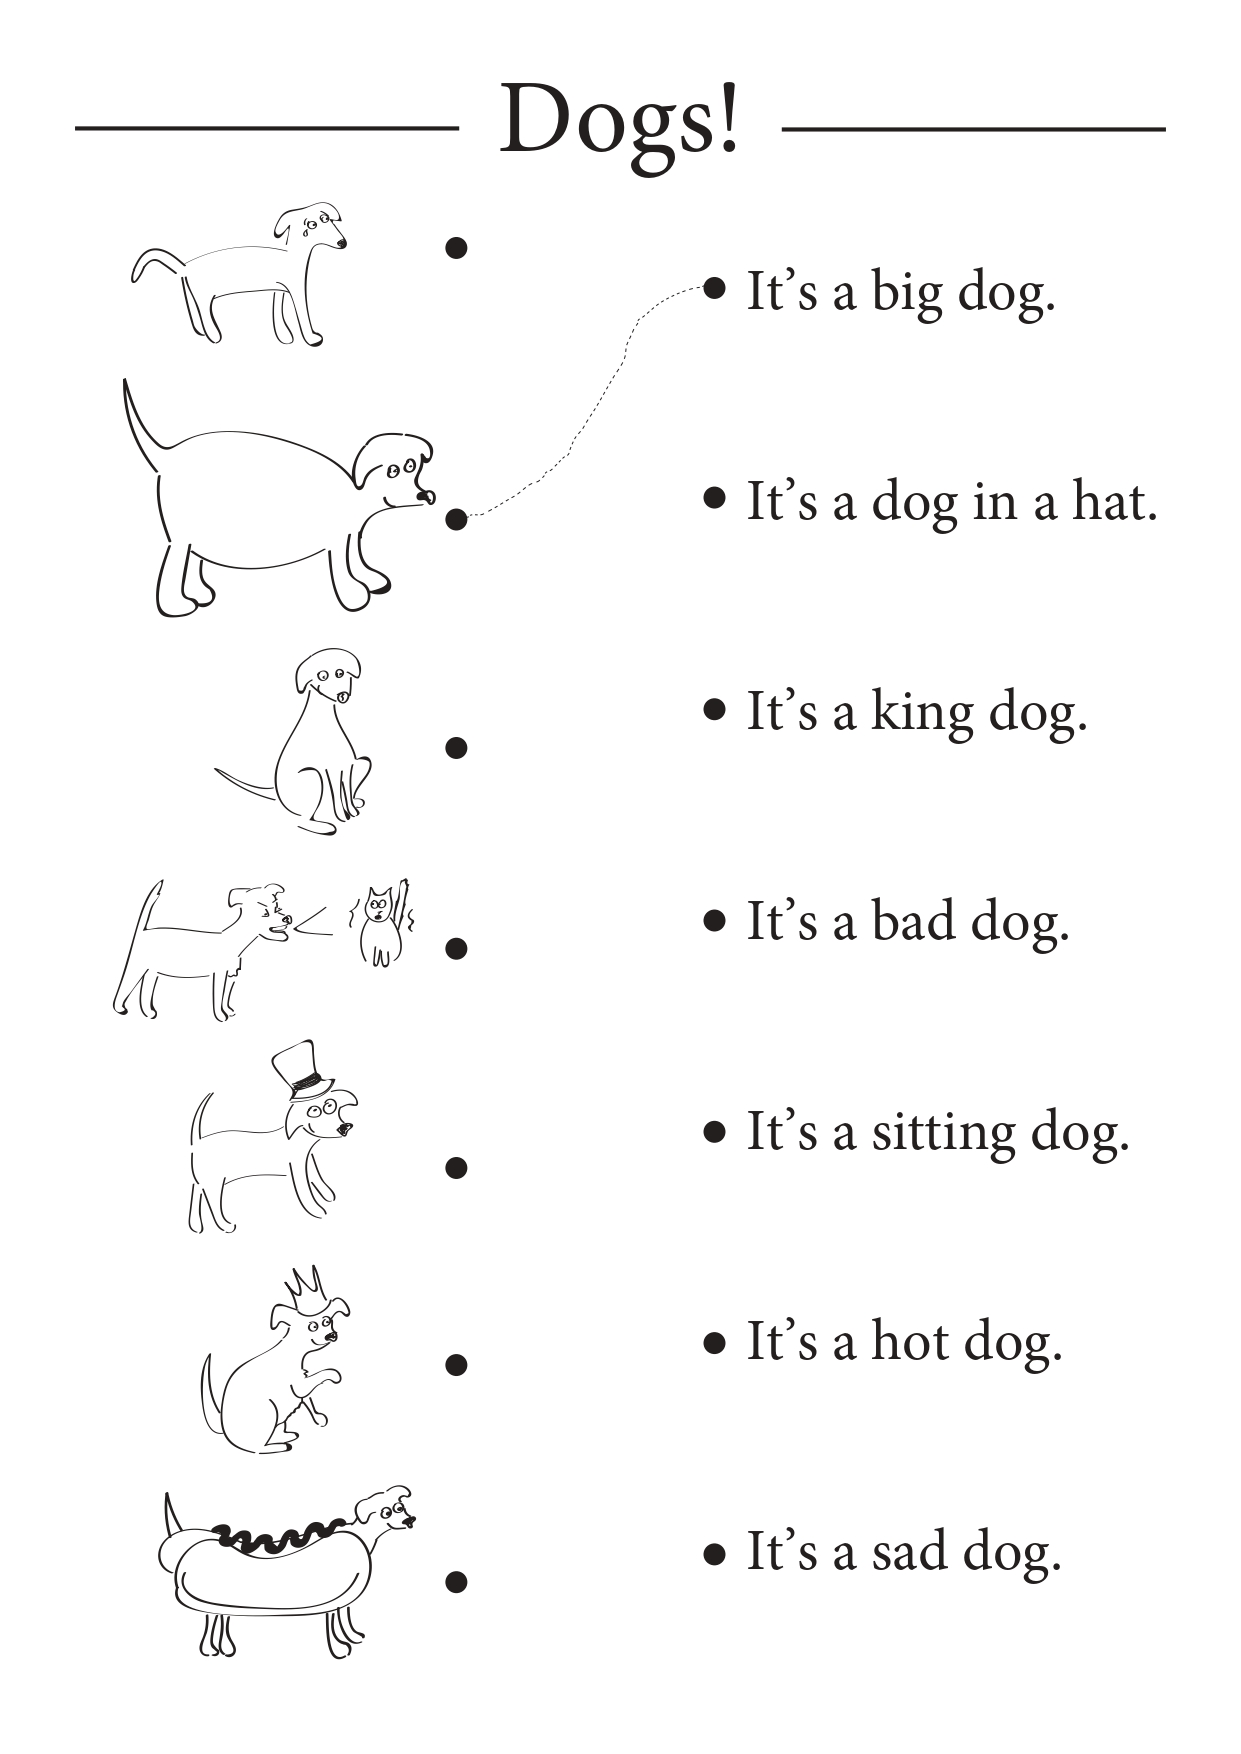 Dogs!
It’s a big dog.
It’s a dog in a hat.
It’s a king dog.
It’s a bad dog.
It’s a sitting dog.
It’s a hot dog.
It’s a sad dog.